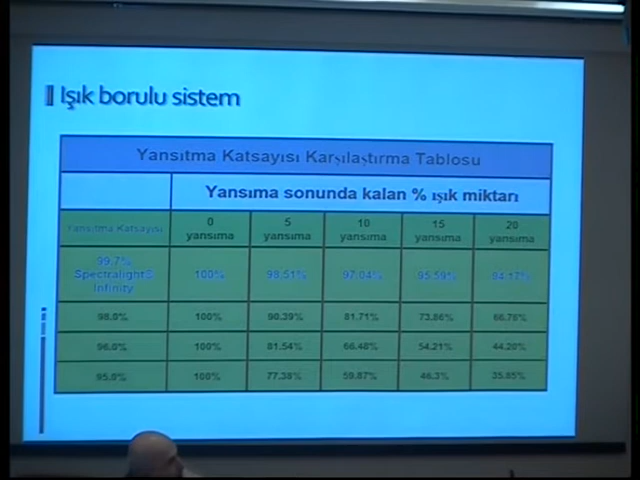 Işık borulu sistem
Yansıtma Katsayısı Karşılaştırma Tablosu
Yansıma sonunda kalan % ışık miktarı
Yansıtma Katsayısı 0 yansıma 5 yansıma 10 yansıma 15 yansıma 20 yansıma
99.7% Spectralight® Infinity 100% 98.51% 97.04% 95.59% 94.17%
98.0% 100% 90.39% 81.71% 73.86% 66.76%
96.0% 100% 81.54% 66.48% 54.21% 44.20%
95.0% 100% 77.38% 59.87% 46.3% 35.85%